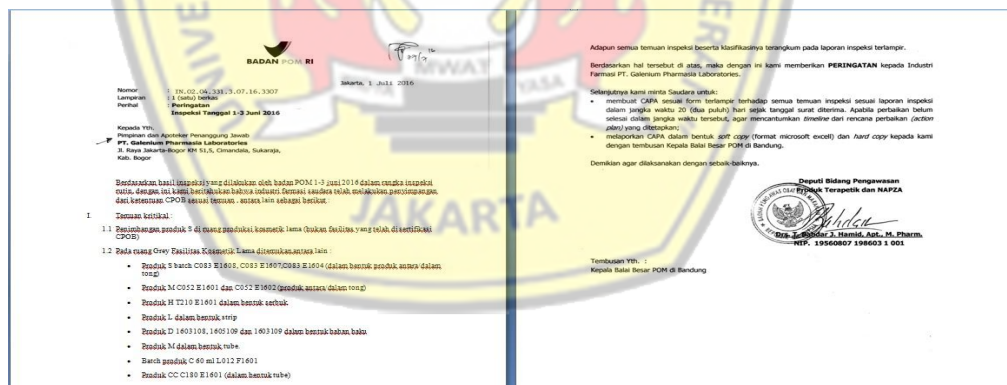 BADAN POM RI
Jakarta, 1 Juli 2016
Nomor : IN.02.04.331.3.07.16.3307
Lampiran : 1 (satu) berkas
Perihal : Peringatan
Inspeksi Tanggal 1-3 Juni 2016
Kepada Yth.
Pimpinan dan Apoteker Penanggung Jawab
PT. Galenium Pharmasia Laboratories
Jl. Raya Jakarta-Bogor KM 51,5, Cimandala, Sukaraja,
Kab. Bogor
Berdasarkan hasil inspeksi yang dilakukan oleh badan POM 1-3 juni 2016 dalam rangka inspeksi
rutin, dengan ini kami beritahukan bahwa industri farmasi saudara telah melakukan penyimpangan
dari ketentuan CPOB sesuai temuan , antara lain sebagai berikut :
I. Temuan kritikal :
1.1 Penimbangan produk S di ruang produksi kosmetik lama (bukan fasilitas yang telah di sertifikasi
CPOB)
1.2 Pada ruang Grey Fasilitas Kosmetik Lama ditemukan antara lain :
• Produk S batch C083 E1608, C083 E1607,C083 E1604 (dalam bentuk produk antara/dalam
tong)
• Produk M C052 E1601 dan C052 E1602 (produk antara/dalam tong)
• Produk H T210 E1601 dalam bentuk serbuk
• Produk L dalam bentuk strip
• Produk D 1603108, 1605109 dan 1603109 dalam bentuk bahan baku
• Produk M dalam bentuk tube.
• Batch produk C 60 ml L012 F1601
• Produk CC C180 E1601 (dalam bentuk tube)
Adapun semua temuan inspeksi beserta klasifikasinya terangkum pada laporan inspeksi terlampir.
Berdasarkan hal tersebut di atas, maka dengan ini kami memberikan PERINGATAN kepada Industri
Farmasi PT. Galenium Pharmasia Laboratories.
Selanjutnya kami minta Saudara untuk:
• membuat CAPA sesuai form terlampir terhadap semua temuan inspeksi sesuai laporan inspeksi
dalam jangka waktu 20 (dua puluh) hari sejak tanggal surat diterima. Apabila perbaikan belum
selesai dalam jangka waktu tersebut, agar mencantumkan timeline dari rencana perbaikan (action
plan) yang ditetapkan;
• melaporkan CAPA dalam bentuk soft copy (format microsoft excell) dan hard copy kepada kami
dengan tembusan Kepala Balai Besar POM di Bandung.
Demikian agar dilaksanakan dengan sebaik-baiknya.
Deputi Bidang Pengawasan
Produk Terapetik dan NAPZA
Drs. T. Bahdar J. Hamid, Apt., M. Pharm.
NIP. 19560807 198603 1 001
Tembusan Yth. :
Kepala Balai Besar POM di Bandung
JAKARTA